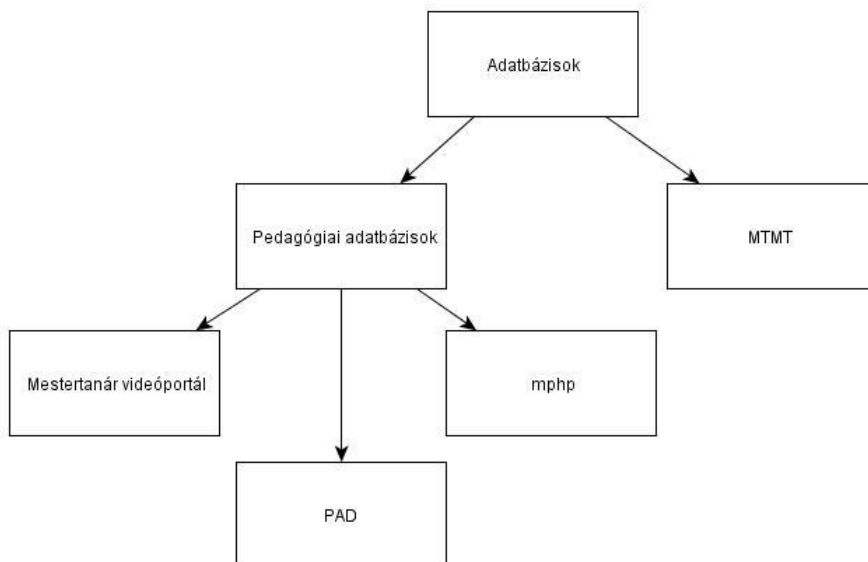 Adatbázisok
Pedagógiai adatbázisok
MTMT
Mestertanár videóportál
mphp
PAD